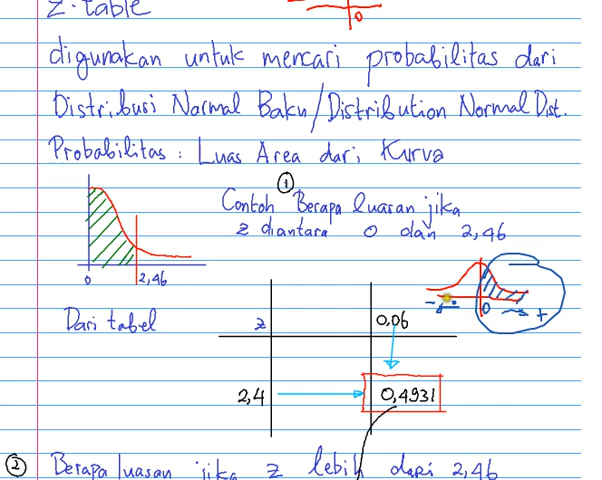 Z-table
0
digunakan untuk mencari probabilitas dari
Distribusi Normal Baku/Distribution Normal Dist.
Probabilitas : Luas Area dari Kurva
① Contoh Berapa luasan jika
z diantara 0 dan 2,46
0 2,46
- 0 → +
Dari tabel
z 0,06
2,4 0,4931
② Berapa luasan jika z lebih dari 2,46